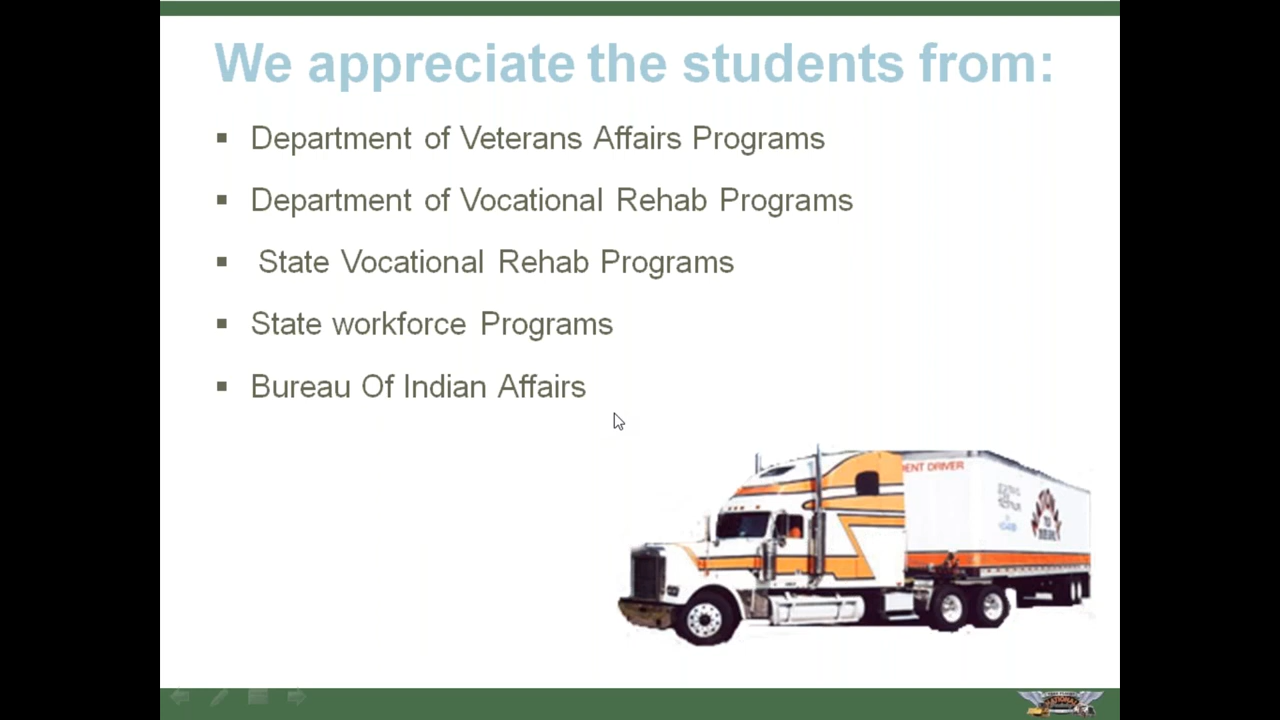 We appreciate the students from:
▪ Department of Veterans Affairs Programs
▪ Department of Vocational Rehab Programs
▪ State Vocational Rehab Programs
▪ State workforce Programs
▪ Bureau Of Indian Affairs
DRIVER